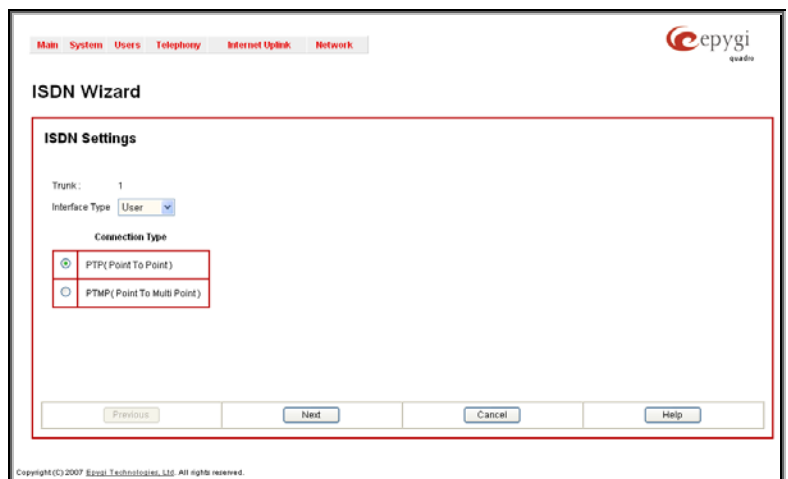 Main System Users Telephony Internet Uplink Network
epygi
quadro
ISDN Wizard
ISDN Settings
Trunk : 1
Interface Type User
Connection Type
PTP( Point To Point )
PTMP( Point To Multi Point )
Previous Next Cancel Help
Copyright (C) 2007 Epygi Technologies, Ltd. All rights reserved.